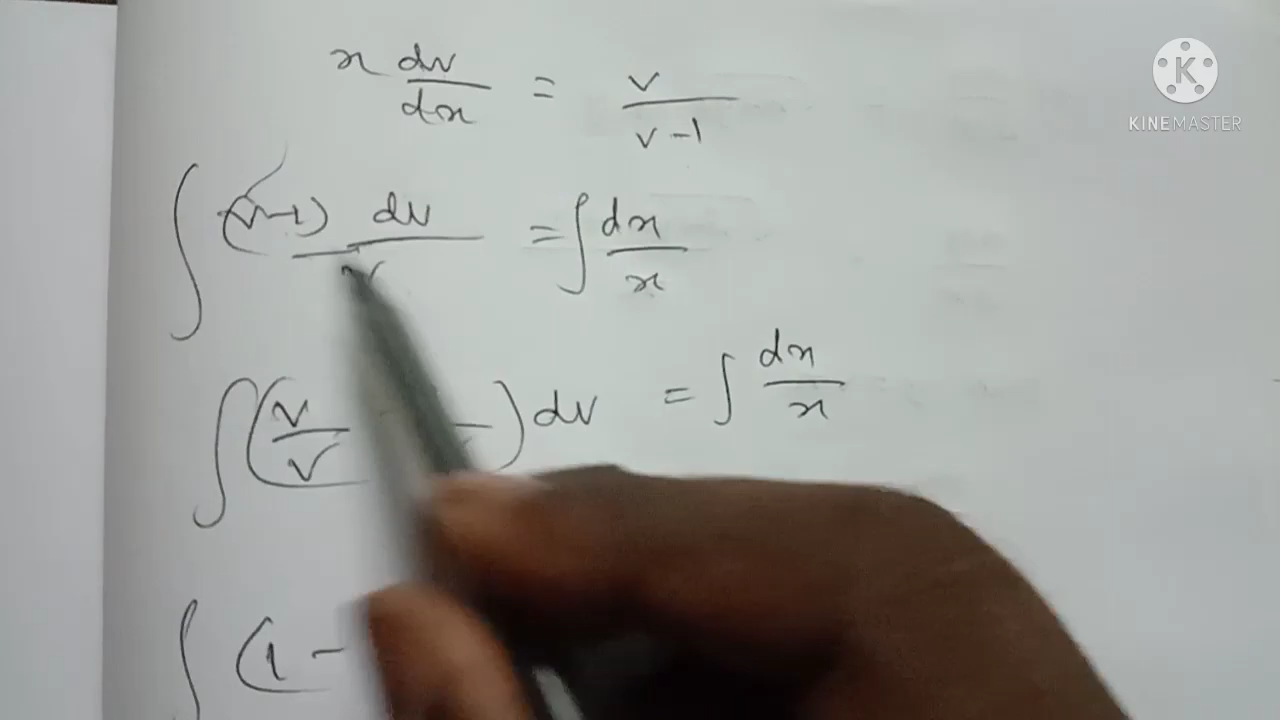 x dv/dx = v/v-1
K
KINEMASTER
∫ (v-1) dv/v = ∫ dx/x
∫ (v/v ) dv = ∫ dx/x
∫ (1 -